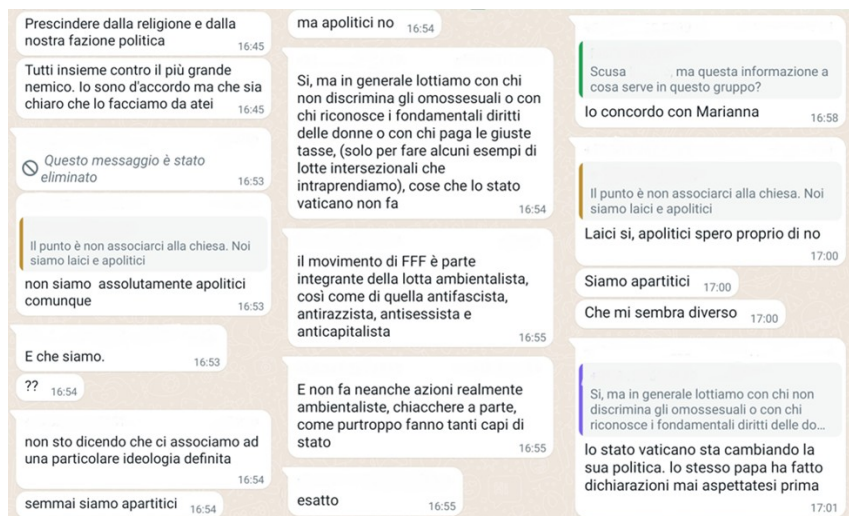 Prescindere dalla religione e dalla
nostra fazione politica
16:45
Tutti insieme contro il più grande
nemico. Io sono d'accordo ma che sia
chiaro che lo facciamo da atei
16:45
Questo messaggio è stato
eliminato
16:53
Il punto è non associarci alla chiesa. Noi
siamo laici e apolitici
non siamo assolutamente apolitici
comunque
16:53
E che siamo.
16:53
?? 16:54
non sto dicendo che ci associamo ad
una particolare ideologia definita
16:54
semmai siamo apartitici 16:54
ma apolitici no 16:54
Si, ma in generale lottiamo con chi
non discrimina gli omossesuali o con
chi riconosce i fondamentali diritti
delle donne o con chi paga le giuste
tasse, (solo per fare alcuni esempi di
lotte intersezionali che
intraprendiamo), cose che lo stato
vaticano non fa
16:54
il movimento di FFF è parte
integrante della lotta ambientalista,
così come di quella antifascista,
antirazzista, antisessista e
anticapitalista
16:55
E non fa neanche azioni realmente
ambientaliste, chiacchere a parte,
come purtroppo fanno tanti capi di
stato
16:55
esatto
16:55
Scusa , ma questa informazione a
cosa serve in questo gruppo?
Io concordo con Marianna
16:58
Il punto è non associarci alla chiesa. Noi
siamo laici e apolitici
Laici si, apolitici spero proprio di no
17:00
Siamo apartitici 17:00
Che mi sembra diverso 17:00
Si, ma in generale lottiamo con chi non
discrimina gli omossesuali o con chi
riconosce i fondamentali diritti delle do...
lo stato vaticano sta cambiando la
sua politica. lo stesso papa ha fatto
dichiarazioni mai aspettatesi prima
17:01